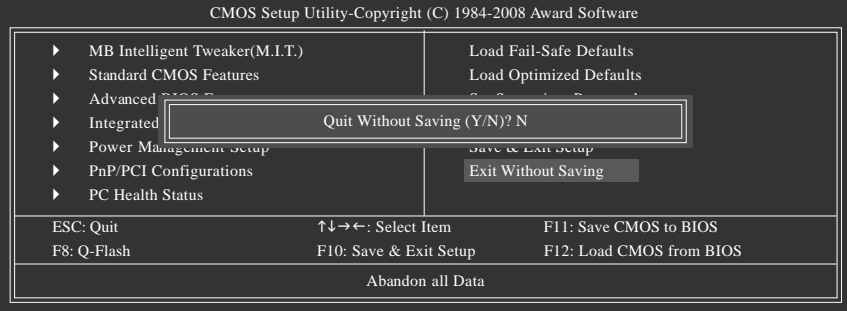 CMOS Setup Utility-Copyright (C) 1984-2008 Award Software
MB Intelligent Tweaker(M.I.T.)
Standard CMOS Features
Advanced
Integrated
Power Management Setup
PnP/PCI Configurations
PC Health Status
Load Fail-Safe Defaults
Load Optimized Defaults
Save & Exit Setup
Exit Without Saving
Quit Without Saving (Y/N)? N
ESC: Quit
↑↓→←: Select Item
F11: Save CMOS to BIOS
F8: Q-Flash
F10: Save & Exit Setup
F12: Load CMOS from BIOS
Abandon all Data